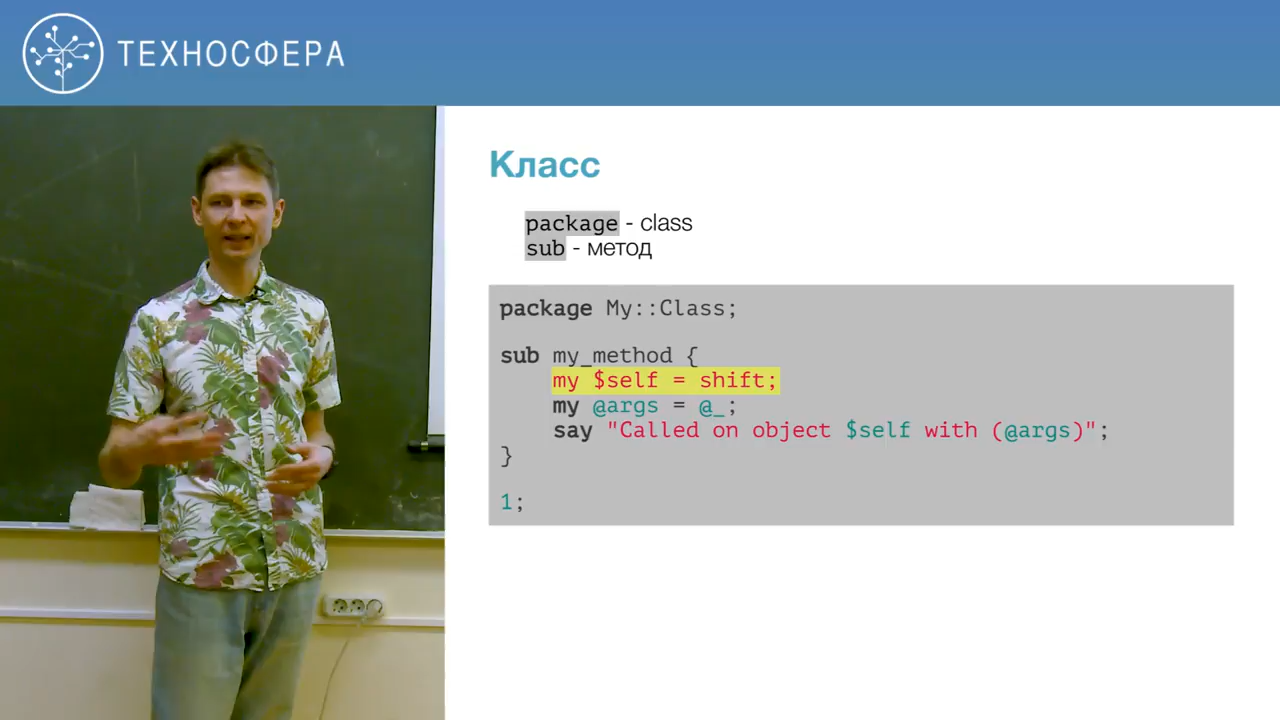 ТЕХНОСФЕРА
Класс
package - class
sub - метод
package My::Class;
sub my_method {
my $self = shift;
my @args = @_;
say "Called on object $self with (@args)";
}
1;